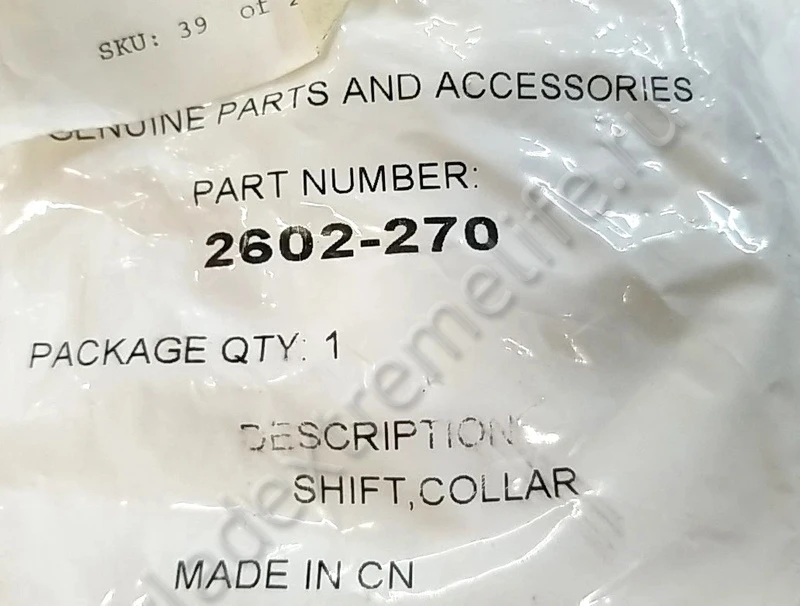 SKU: 39 of
GENUINE PARTS AND ACCESSORIES
PART NUMBER:
2602-270
PACKAGE QTY: 1
DESCRIPTION
SHIFT,COLLAR
MADE IN CN